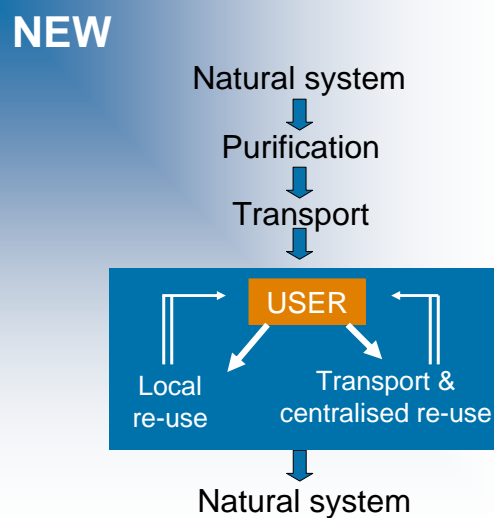 NEW
Natural system
Purification
Transport
USER
Local
re-use
Transport &
centralised re-use
Natural system